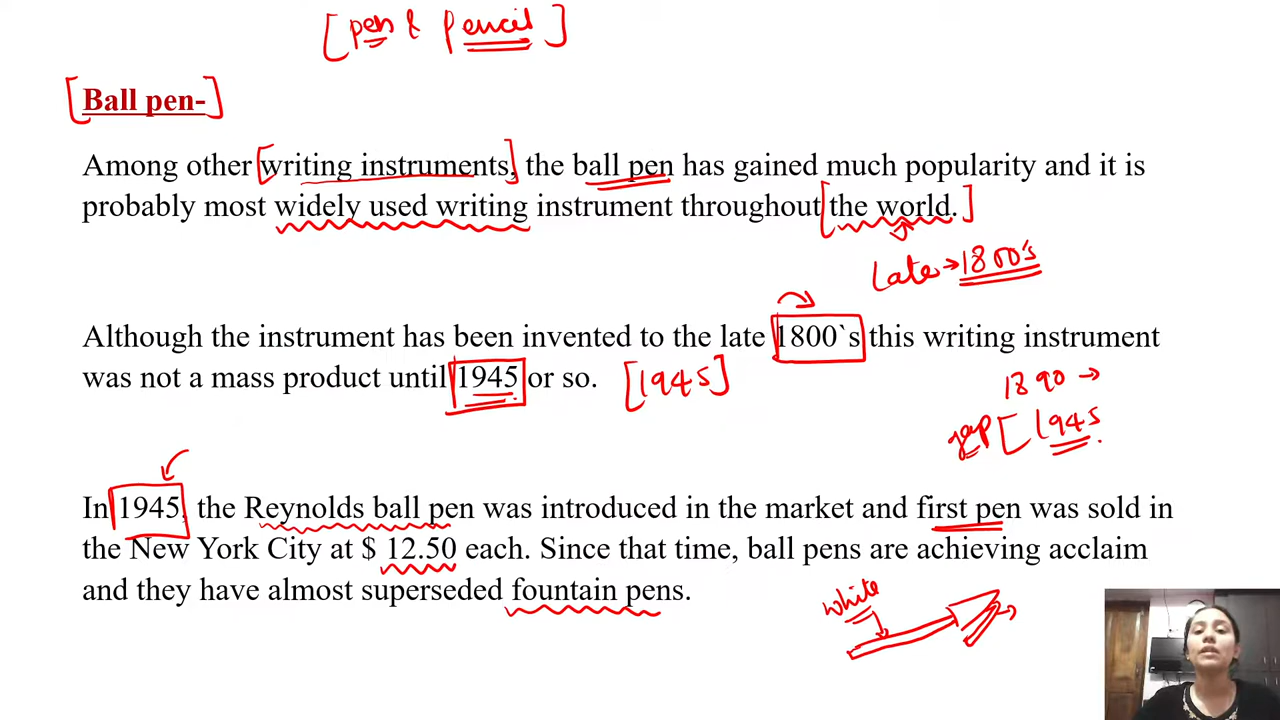 [pen & pencil]
[Ball pen-]
Among other [writing instruments,] the ball pen has gained much popularity and it is
probably most widely used writing instrument throughout [the world.]
Late → 1800's
Although the instrument has been invented to the late 1800`s this writing instrument
was not a mass product until 1945 or so. [1945]
1890 →
gap [ 1945
In 1945, the Reynolds ball pen was introduced in the market and first pen was sold in
the New York City at $ 12.50 each. Since that time, ball pens are achieving acclaim
and they have almost superseded fountain pens.
white